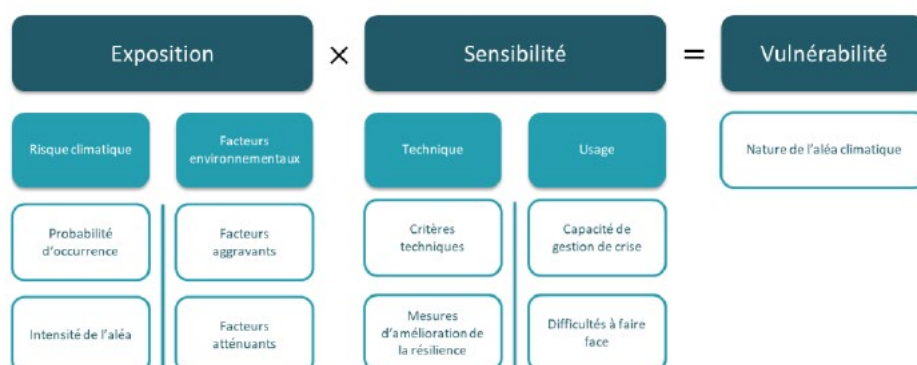 Exposition
×
Sensibilité
=
Vulnérabilité
Risque climatique
Facteurs
environnementaux
Technique
Usage
Nature de l'aléa climatique
Probabilité
d'occurrence
Facteurs
aggravants
Critères
techniques
Capacité de
gestion de crise
Intensité de l'aléa
Facteurs
atténuants
Mesures
d'amélioration de
la résilience
Difficultés à faire
face